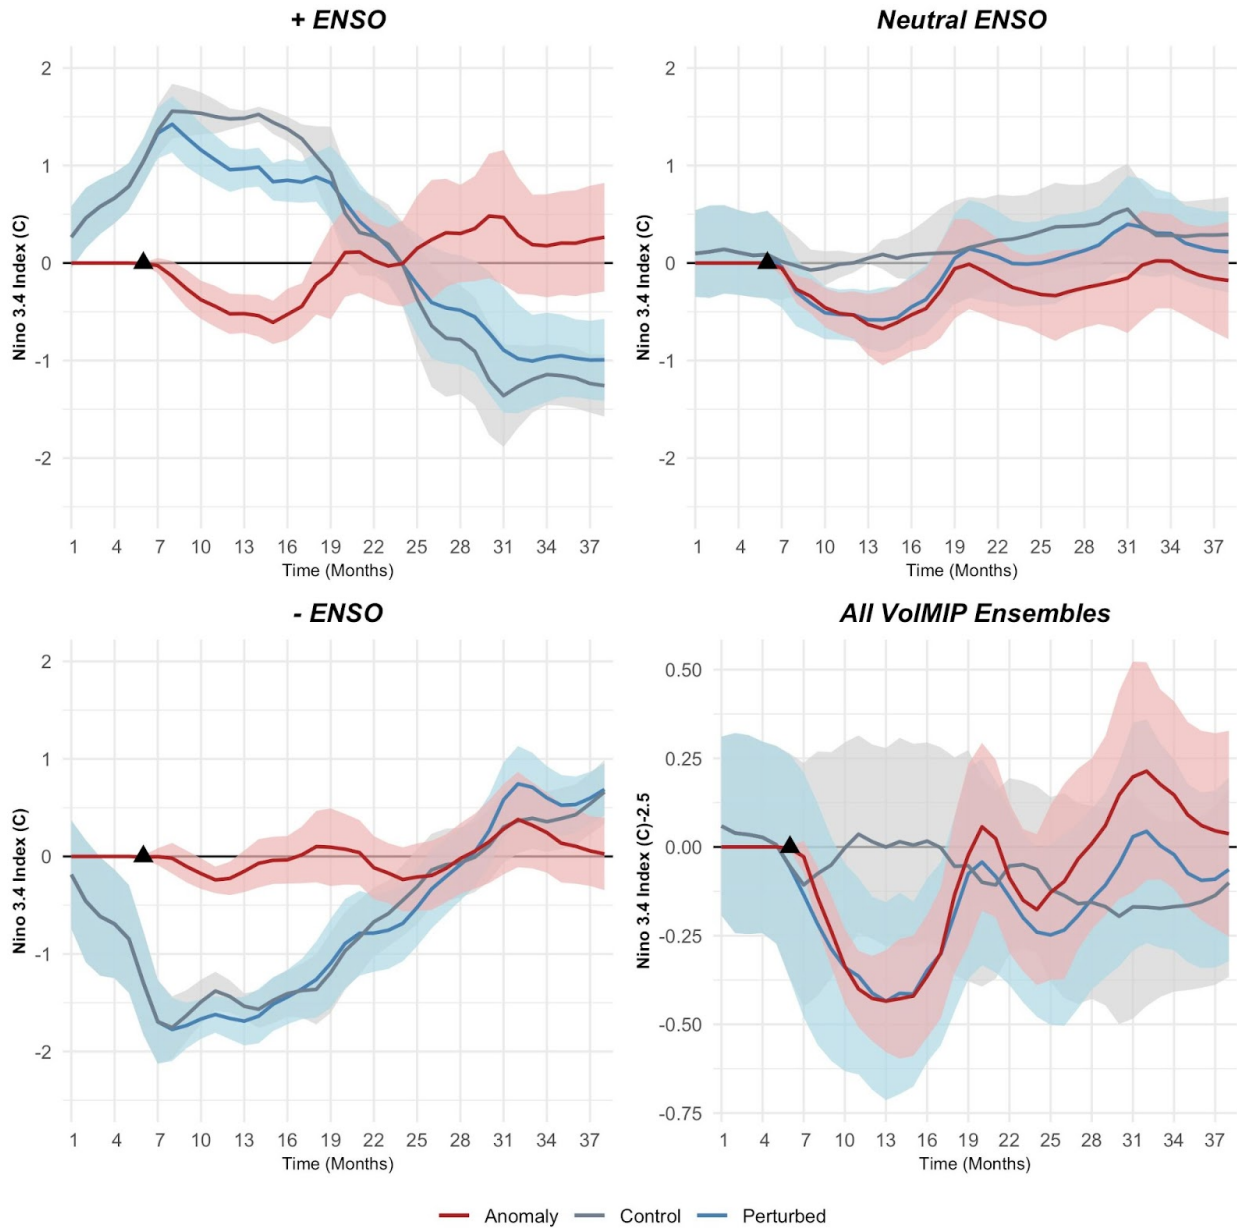 + ENSO
Nino 3.4 Index (C)
2
1
0
-1
-2
1 4 7 10 13 16 19 22 25 28 31 34 37
Time (Months)
Neutral ENSO
Nino 3.4 Index (C)
2
1
0
-1
-2
1 4 7 10 13 16 19 22 25 28 31 34 37
Time (Months)
- ENSO
Nino 3.4 Index (C)
2
1
0
-1
-2
1 4 7 10 13 16 19 22 25 28 31 34 37
Time (Months)
All VolMIP Ensembles
Nino 3.4 Index (C)-2.5
0.50
0.25
0.00
-0.25
-0.50
-0.75
1 4 7 10 13 16 19 22 25 28 31 34 37
Time (Months)
Anomaly Control Perturbed